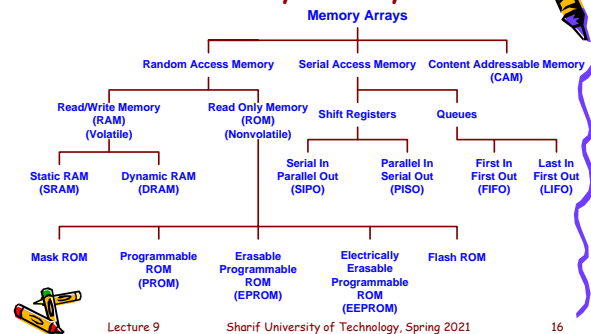 Memory Arrays
Random Access Memory
Serial Access Memory
Content Addressable Memory
(CAM)
Read/Write Memory
(RAM)
(Volatile)
Read Only Memory
(ROM)
(Nonvolatile)
Shift Registers
Queues
Static RAM
(SRAM)
Dynamic RAM
(DRAM)
Serial In
Parallel Out
(SIPO)
Parallel In
Serial Out
(PISO)
First In
First Out
(FIFO)
Last In
First Out
(LIFO)
Mask ROM
Programmable
ROM
(PROM)
Erasable
Programmable
ROM
(EPROM)
Electrically
Erasable
Programmable
ROM
(EEPROM)
Flash ROM
Lecture 9
Sharif University of Technology, Spring 2021
16